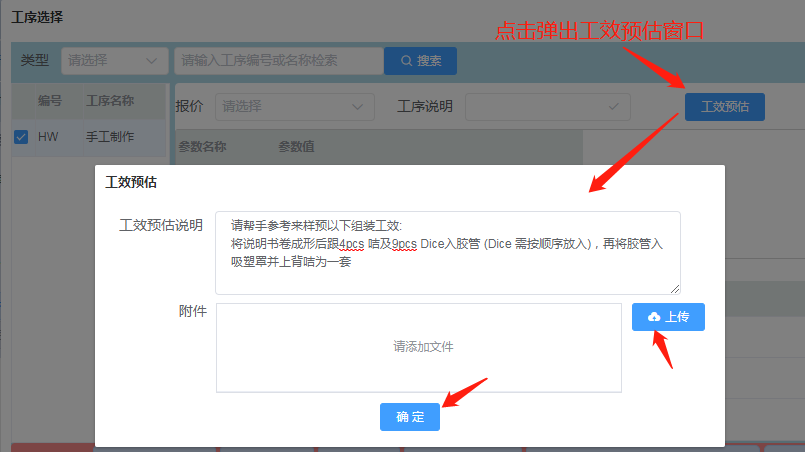 工序选择
点击弹出工效预估窗口
类型 请选择 请输入工序编号或名称检索 搜索
编号 工序名称 报价 请选择 工序说明 工效预估
HW 手工制作 参数名称 参数值
工效预估
工效预估说明 请帮手参考来样预以下组装工效:
将说明书卷成形后跟4pcs 咭及9pcs Dice入胶管 (Dice 需按顺序放入)，再将胶管入
吸塑罩并上背咭为一套
附件 上传
请添加文件
确 定